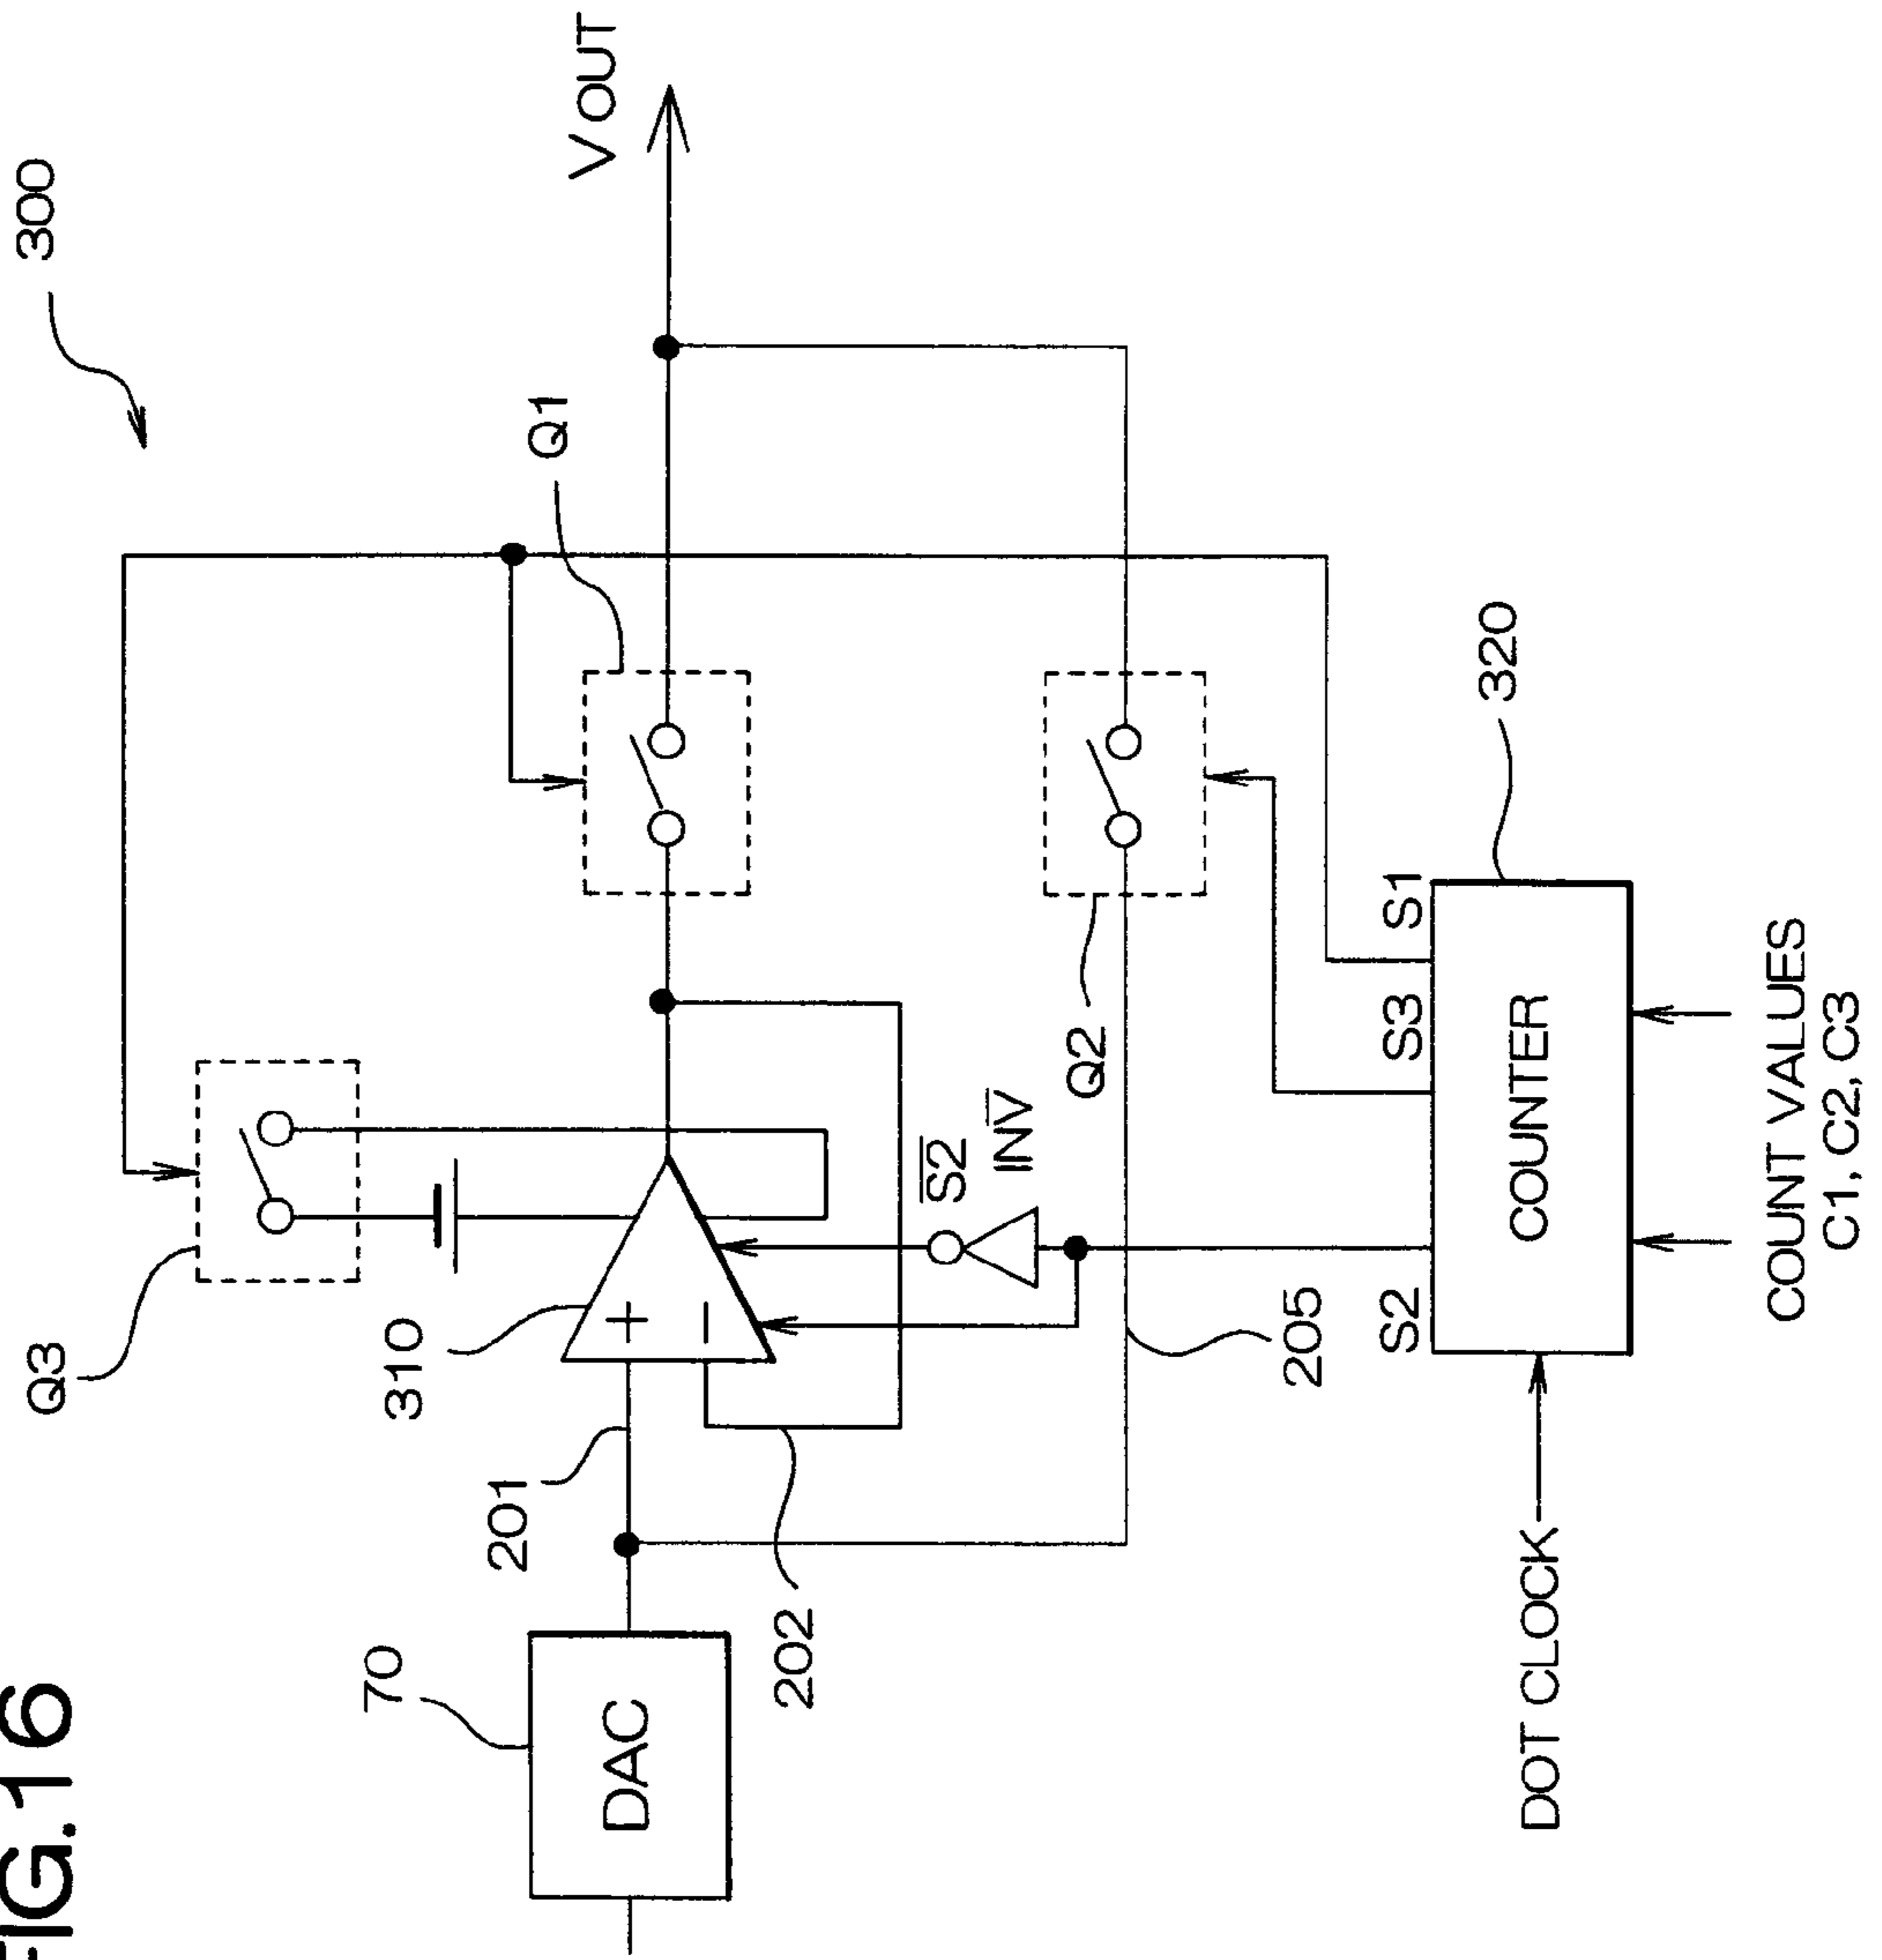 FIG.16
300
Q3
310
70
DAC
201
202
+
−
Q1
V OUT
S2
INV
Q2
205
S2
S3
S1
320
COUNTER
DOT CLOCK
COUNT VALUES
C1, C2, C3